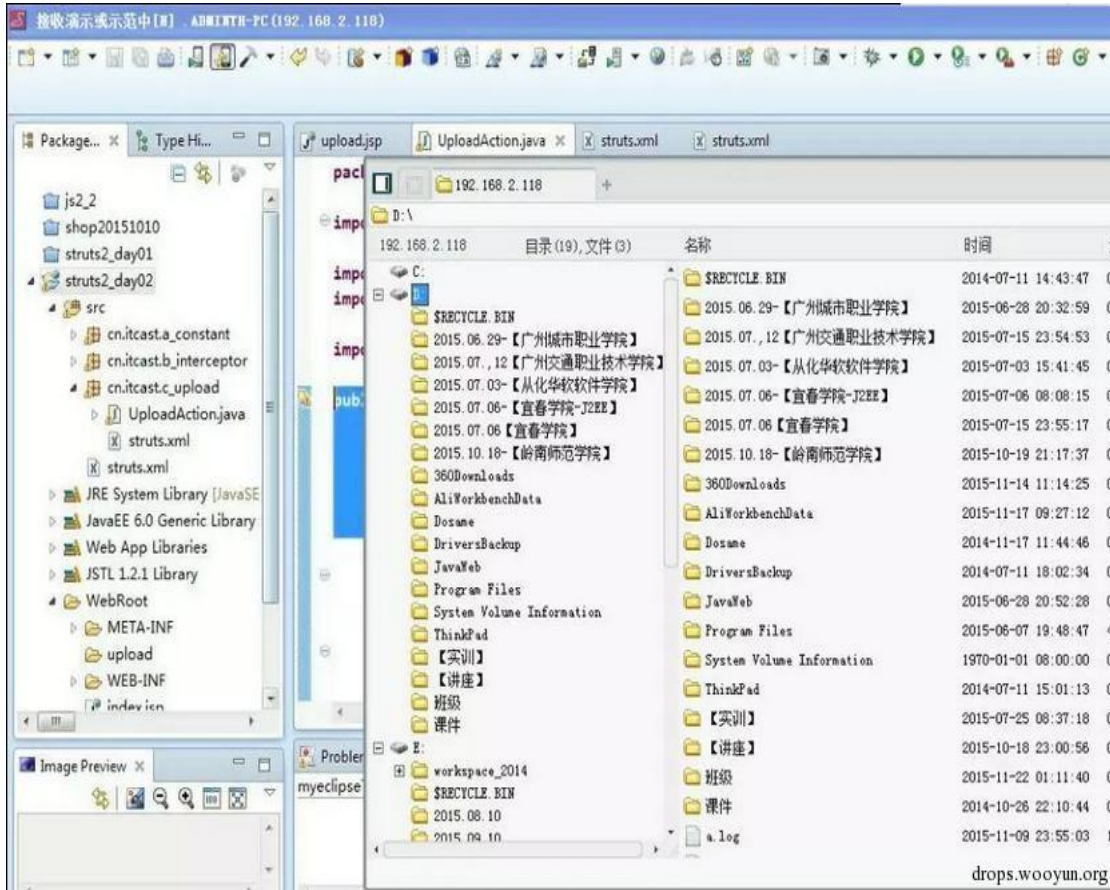 接收演示或示范中[N] . ADMINTH-PC(192.168.2.118)
Package...
Type Hi...
js2_2
shop20151010
struts2_day01
struts2_day02
src
cn.itcast.a_constant
cn.itcast.b_interceptor
cn.itcast.c_upload
UploadAction.java
struts.xml
struts.xml
JRE System Library [JavaSE
JavaEE 6.0 Generic Library
Web App Libraries
JSTL 1.2.1 Library
WebRoot
META-INF
upload
WEB-INF
index.jsp
Image Preview
upload.jsp
UploadAction.java
struts.xml
struts.xml
pack
impo
impo
impo
impo
publ
Problem
myeclipse
192.168.2.118
D:\
192.168.2.118 目录(19),文件(3)
C:
D:
$RECYCLE.BIN
2015.06.29-【广州城市职业学院】
2015.07.,12【广州交通职业技术学院】
2015.07.03-【从化华软软件学院】
2015.07.06-【宜春学院-J2EE】
2015.07.06【宜春学院】
2015.10.18-【岭南师范学院】
360Downloads
AliWorkbenchData
Dosame
DriversBackup
JavaWeb
Program Files
System Volume Information
ThinkPad
【实训】
【讲座】
班级
课件
E:
workspace_2014
$RECYCLE.BIN
2015.08.10
2015.09.10
名称 时间
$RECYCLE.BIN 2014-07-11 14:43:47
2015.06.29-【广州城市职业学院】 2015-06-28 20:32:59
2015.07.,12【广州交通职业技术学院】 2015-07-15 23:54:53
2015.07.03-【从化华软软件学院】 2015-07-03 15:41:45
2015.07.06-【宜春学院-J2EE】 2015-07-06 08:08:15
2015.07.06【宜春学院】 2015-07-15 23:55:17
2015.10.18-【岭南师范学院】 2015-10-19 21:17:37
360Downloads 2015-11-14 11:14:25
AliWorkbenchData 2015-11-17 09:27:12
Dosame 2014-11-17 11:44:46
DriversBackup 2014-07-11 18:02:34
JavaWeb 2015-06-28 20:52:28
Program Files 2015-06-07 19:48:47
System Volume Information 1970-01-01 08:00:00
ThinkPad 2014-07-11 15:01:13
【实训】 2015-07-25 08:37:18
【讲座】 2015-10-18 23:00:56
班级 2015-11-22 01:11:40
课件 2014-10-26 22:10:44
a.log 2015-11-09 23:55:03
drops.wooyun.org